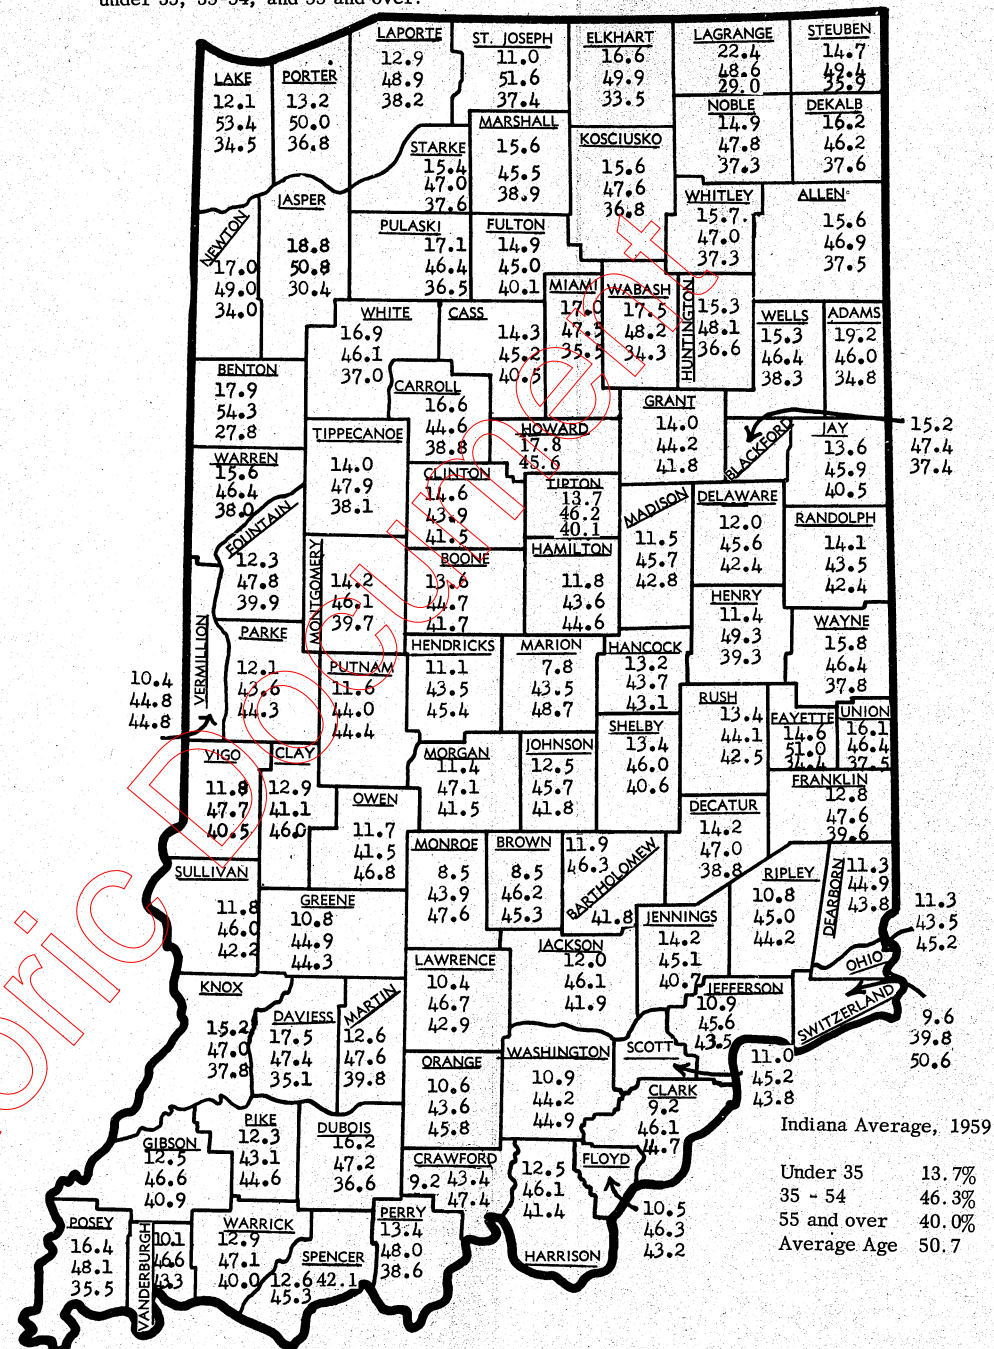 under 35, 35-54, and 55 and over.
LAPORTE
12.9
48.9
38.2
ST. JOSEPH
11.0
51.6
37.4
ELKHART
16.6
49.9
33.5
LAGRANGE
22.4
48.6
29.0
STEUBEN
14.7
49.4
35.9
LAKE
12.1
53.4
34.5
PORTER
13.2
50.0
36.8
NOBLE
14.9
47.8
37.3
DEKALB
16.2
46.2
37.6
STARKE
15.4
47.0
37.6
MARSHALL
15.6
45.5
38.9
KOSCIUSKO
15.6
47.6
36.8
WHITLEY
15.7
47.0
37.3
ALLEN
15.6
46.9
37.5
NEWTON
17.0
49.0
34.0
JASPER
18.8
50.8
30.4
PULASKI
17.1
46.4
36.5
FULTON
14.9
45.0
40.1
MIAMI
17.0
47.5
35.5
WABASH
17.5
48.2
34.3
HUNTINGTON
15.3
48.1
36.6
WELLS
15.3
46.4
38.3
ADAMS
19.2
46.0
34.8
WHITE
16.9
46.1
37.0
CASS
14.3
45.2
40.5
BENTON
17.9
54.3
27.8
CARROLL
16.6
44.6
38.8
HOWARD
17.8
45.6
GRANT
14.0
44.2
41.8
BLACKFORD
15.2
47.4
37.4
JAY
13.6
45.9
40.5
WARREN
15.6
46.4
38.0
TIPPECANOE
14.0
47.9
38.1
CLINTON
14.6
43.9
41.5
TIPTON
13.7
46.2
40.1
MADISON
11.5
45.7
42.8
DELAWARE
12.0
45.6
42.4
RANDOLPH
14.1
43.5
42.4
FOUNTAIN
12.3
47.8
39.9
MONTGOMERY
14.2
46.1
39.7
BOONE
13.6
44.7
41.7
HAMILTON
11.8
43.6
44.6
HENRY
11.4
49.3
39.3
WAYNE
15.8
46.4
37.8
VERMILLION
10.4
44.8
44.8
PARKE
12.1
43.6
44.3
PUTNAM
11.6
44.0
44.4
HENDRICKS
11.1
43.5
45.4
MARION
7.8
43.5
48.7
HANCOCK
13.2
43.7
43.1
RUSH
13.4
44.1
42.5
FAYETTE
14.6
51.0
34.4
UNION
16.1
46.4
37.5
SHELBY
13.4
46.0
40.6
VIGO
11.8
47.7
40.5
CLAY
12.9
41.1
46.0
MORGAN
11.4
47.1
41.5
JOHNSON
12.5
45.7
41.8
FRANKLIN
12.8
47.6
39.6
OWEN
11.7
41.5
46.8
DECATUR
14.2
47.0
38.8
MONROE
8.5
43.9
47.6
BROWN
8.5
46.2
45.3
BARTHOLOMEW
11.9
46.3
41.8
RIPLEY
10.8
45.0
44.2
DEARBORN
11.3
44.9
43.8
SULLIVAN
11.8
46.0
42.2
GREENE
10.8
44.9
44.3
JENNINGS
14.2
45.1
40.7
OHIO
11.3
43.5
45.2
JACKSON
12.0
46.1
41.9
LAWRENCE
10.4
46.7
42.9
KNOX
15.2
47.0
37.8
DAVIESS
17.5
47.4
35.1
MARTIN
12.6
47.6
39.8
JEFFERSON
10.9
45.6
43.5
SWITZERLAND
9.6
39.8
50.6
ORANGE
10.6
43.6
45.8
WASHINGTON
10.9
44.2
44.9
SCOTT
11.0
45.2
43.8
CLARK
9.2
46.1
44.7
GIBSON
12.5
46.6
40.9
PIKE
12.3
43.1
44.6
DUBOIS
16.2
47.2
36.6
CRAWFORD
9.2 43.4
47.4
HARRISON
12.5
46.1
41.4
FLOYD
10.5
46.3
43.2
POSEY
16.4
48.1
35.5
VANDERBURGH
10.1
46.6
43.3
WARRICK
12.9
47.1
40.0
SPENCER
12.6 42.1
45.3
PERRY
13.4
48.0
38.6
Indiana Average, 1959
Under 35 13.7%
35 - 54 46.3%
55 and over 40.0%
Average Age 50.7
oric Document